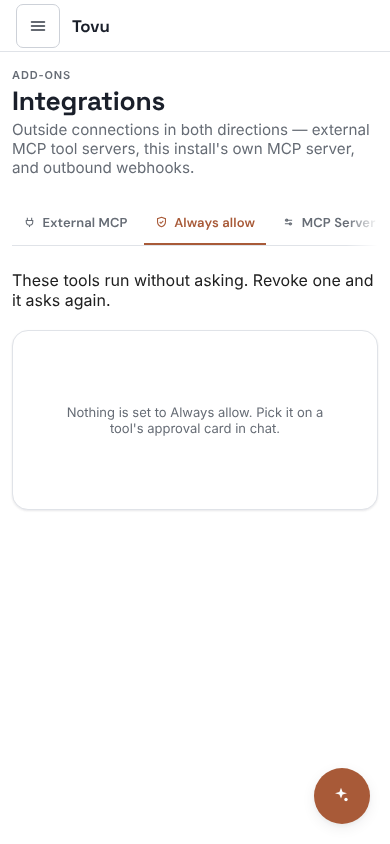 Tovu
ADD-ONS
Integrations
Outside connections in both directions — external
MCP tool servers, this install's own MCP server,
and outbound webhooks.
External MCP
Always allow
MCP Server
These tools run without asking. Revoke one and
it asks again.
Nothing is set to Always allow. Pick it on a
tool's approval card in chat.